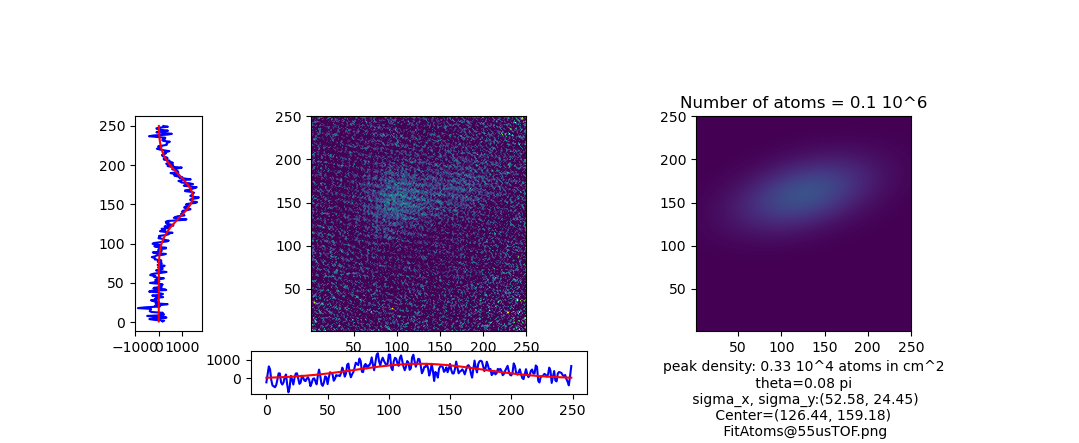 Number of atoms = 0.1 10^6
250
200
150
100
50
0
−1000 0 1000
250
200
150
100
50
50 100 150 200 250
1000
0
0 50 100 150 200 250
250
200
150
100
50
50 100 150 200 250
peak density: 0.33 10^4 atoms in cm^2
theta=0.08 pi
sigma_x, sigma_y:(52.58, 24.45)
Center=(126.44, 159.18)
FitAtoms@55usTOF.png